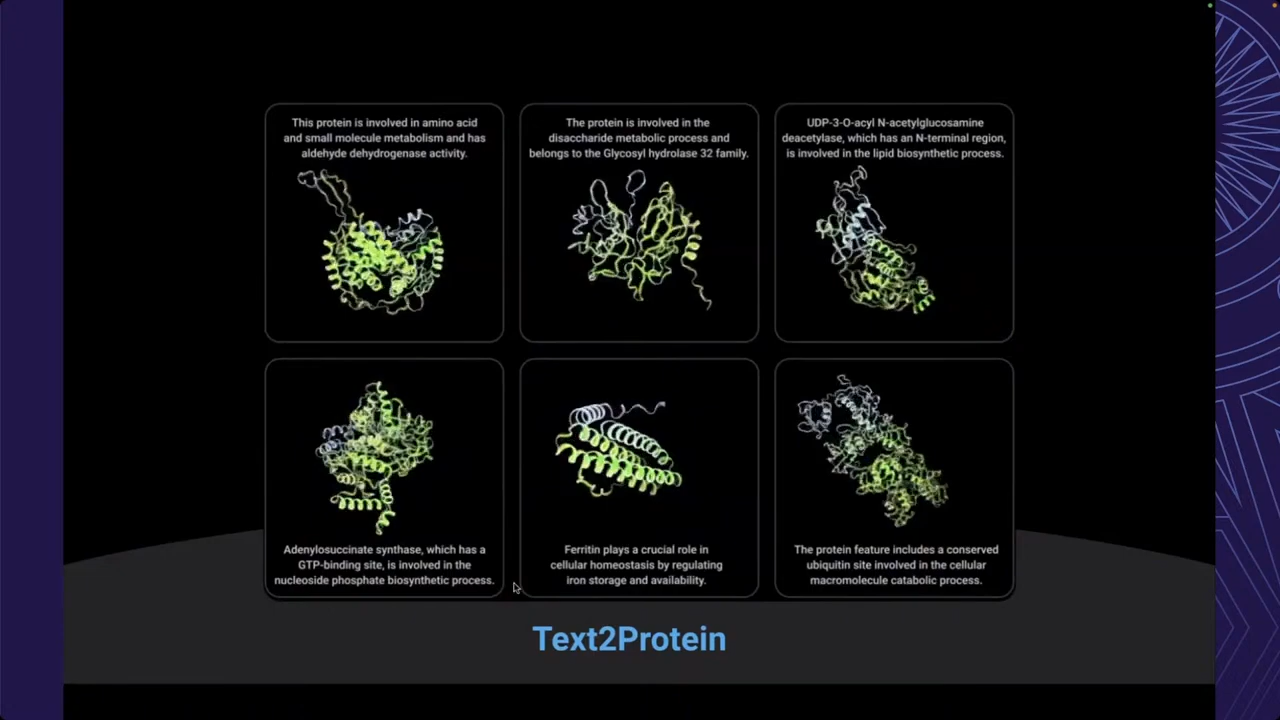 This protein is involved in amino acid
and small molecule metabolism and has
aldehyde dehydrogenase activity.
The protein is involved in the
disaccharide metabolic process and
belongs to the Glycosyl hydrolase 32 family.
UDP-3-O-acyl N-acetylglucosamine
deacetylase, which has an N-terminal region,
is involved in the lipid biosynthetic process.
Adenylosuccinate synthase, which has a
GTP-binding site, is involved in the
nucleoside phosphate biosynthetic process.
Ferritin plays a crucial role in
cellular homeostasis by regulating
iron storage and availability.
The protein feature includes a conserved
ubiquitin site involved in the cellular
macromolecule catabolic process.
Text2Protein